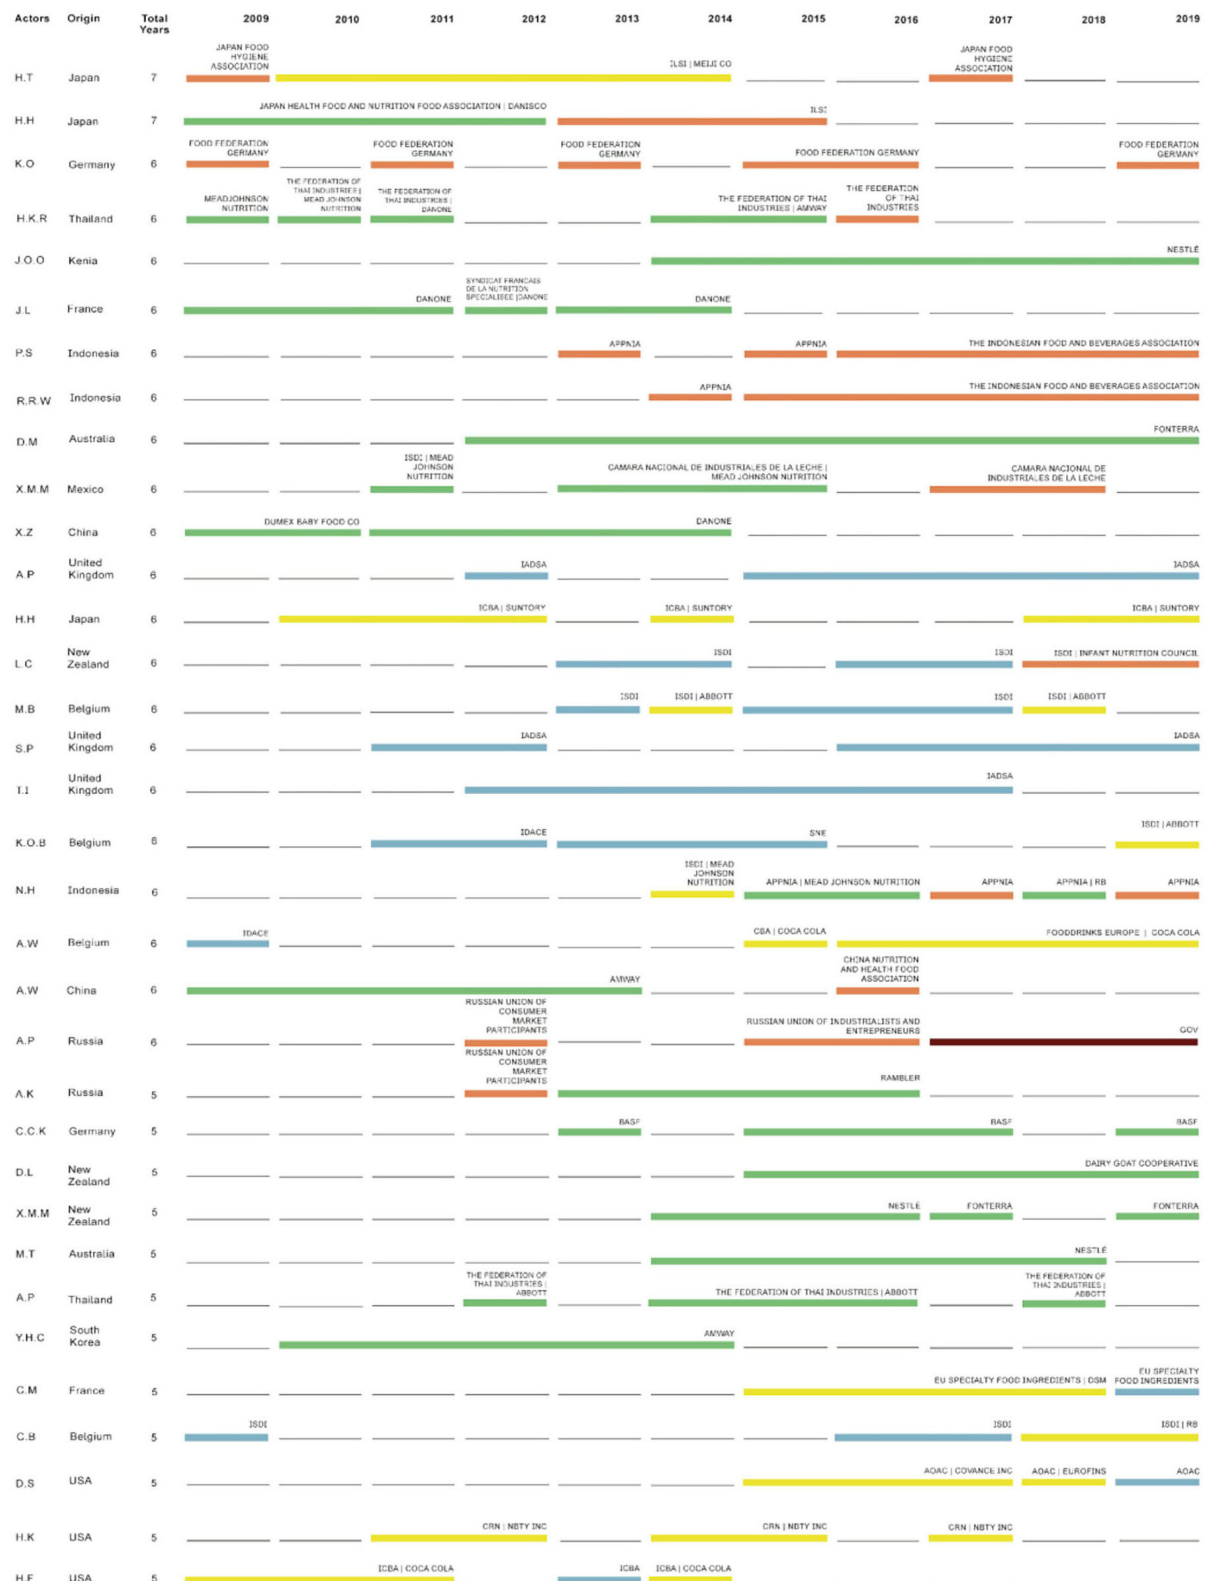 Actors Origin Total Years 2009 2010 2011 2012 2013 2014 2015 2016 2017 2018 2019
JAPAN FOOD
HYGIENE
ASSOCIATION
ILSI | MEIJI CO
JAPAN FOOD
HYGIENE
ASSOCIATION
H.T Japan 7
JAPAN HEALTH FOOD AND NUTRITION FOOD ASSOCIATION | DANISCO
ILSI
H.H Japan 7
FOOD FEDERATION
GERMANY
FOOD FEDERATION
GERMANY
FOOD FEDERATION
GERMANY
FOOD FEDERATION GERMANY
FOOD FEDERATION
GERMANY
K.O Germany 6
MEADJOHNSON
NUTRITION
THE FEDERATION OF
THAI INDUSTRIES |
MEAD JOHNSON
NUTRITION
THE FEDERATION OF
THAI INDUSTRIES |
DANONE
THE FEDERATION OF THAI
INDUSTRIES | AMWAY
THE FEDERATION
OF THAI
INDUSTRIES
H.K.R Thailand 6
NESTLÉ
J.O.O Kenia 6
DANONE
SYNDICAT FRANCAIS
DE LA NUTRITION
SPECIALISEE |DANONE
DANONE
J.L France 6
APPNIA
APPNIA
THE INDONESIAN FOOD AND BEVERAGES ASSOCIATION
P.S Indonesia 6
APPNIA
THE INDONESIAN FOOD AND BEVERAGES ASSOCIATION
R.R.W Indonesia 6
FONTERRA
D.M Australia 6
ISDI | MEAD
JOHNSON
NUTRITION
CAMARA NACIONAL DE INDUSTRIALES DE LA LECHE |
MEAD JOHNSON NUTRITION
CAMARA NACIONAL DE
INDUSTRIALES DE LA LECHE
X.M.M Mexico 6
DUMEX BABY FOOD CO
DANONE
X.Z China 6
IADSA
IADSA
A.P United Kingdom 6
ICBA | SUNTORY
ICBA | SUNTORY
ICBA | SUNTORY
H.H Japan 6
ISDI
ISDI
ISDI | INFANT NUTRITION COUNCIL
L.C New Zealand 6
ISDI
ISDI | ABBOTT
ISDI
ISDI | ABBOTT
M.B Belgium 6
IADSA
IADSA
S.P United Kingdom 6
IADSA
T.I United Kingdom 6
IDACE
SNE
ISDI | ABBOTT
K.O.B Belgium 6
ISDI | MEAD
JOHNSON
NUTRITION
APPNIA | MEAD JOHNSON NUTRITION
APPNIA
APPNIA | RB
APPNIA
N.H Indonesia 6
IDACE
CBA | COCA COLA
FOODDRINKS EUROPE | COCA COLA
A.W Belgium 6
AMWAY
CHINA NUTRITION
AND HEALTH FOOD
ASSOCIATION
A.W China 6
RUSSIAN UNION OF
CONSUMER
MARKET
PARTICIPANTS
RUSSIAN UNION OF INDUSTRIALISTS AND
ENTREPRENEURS
GOV
A.P Russia 6
RUSSIAN UNION OF
CONSUMER
MARKET
PARTICIPANTS
RAMBLER
A.K Russia 5
BASF
BASF
BASF
C.C.K Germany 5
DAIRY GOAT COOPERATIVE
D.L New Zealand 5
NESTLE
FONTERRA
FONTERRA
X.M.M New Zealand 5
NESTLÉ
M.T Australia 5
THE FEDERATION OF
THAI INDUSTRIES |
ABBOTT
THE FEDERATION OF THAI INDUSTRIES | ABBOTT
THE FEDERATION OF
THAI INDUSTRIES |
ABBOTT
A.P Thailand 5
AMWAY
Y.H.C South Korea 5
EU SPECIALTY FOOD INGREDIENTS | DSM
EU SPECIALTY
FOOD INGREDIENTS
C.M France 5
ISDI
ISDI
ISDI | RB
C.B Belgium 5
AOAC | COVANCE INC
AOAC | EUROFINS
AOAC
D.S USA 5
CRN | NBTY INC
CRN | NBTY INC
CRN | NBTY INC
H.K USA 5
ICBA | COCA COLA
ICBA
ICBA | COCA COLA
H.F USA 5